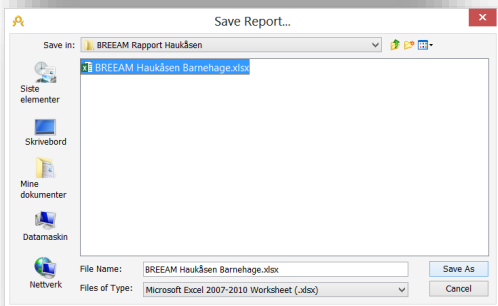 Save Report...
Save in:
BREEAM Rapport Haukåsen
BREEAM Haukåsen Barnehage.xlsx
Siste
elementer
Skrivebord
Mine
dokumenter
Datamaskin
Nettverk
File Name:
BREEAM Haukåsen Barnehage.xlsx
Save As
Files of Type:
Microsoft Excel 2007-2010 Worksheet (.xlsx)
Cancel